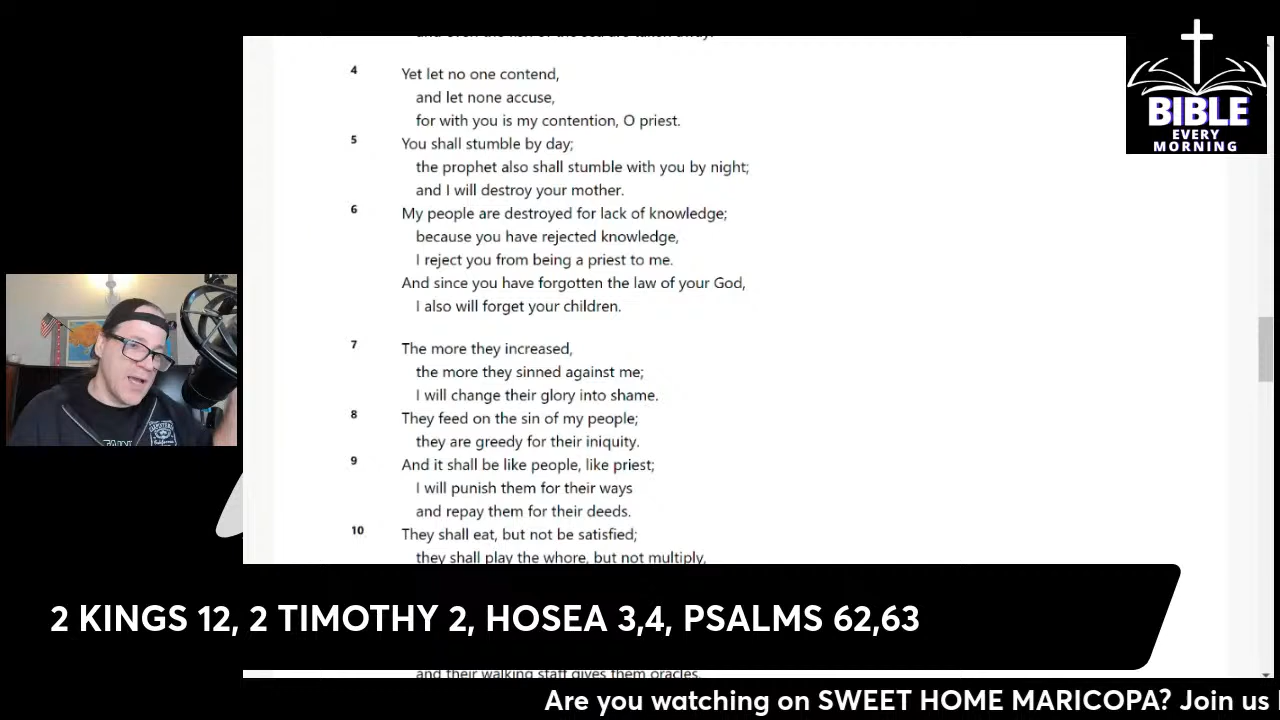 4 Yet let no one contend,
and let none accuse,
for with you is my contention, O priest.
5 You shall stumble by day;
the prophet also shall stumble with you by night;
and I will destroy your mother.
6 My people are destroyed for lack of knowledge;
because you have rejected knowledge,
I reject you from being a priest to me.
And since you have forgotten the law of your God,
I also will forget your children.
7 The more they increased,
the more they sinned against me;
I will change their glory into shame.
8 They feed on the sin of my people;
they are greedy for their iniquity.
9 And it shall be like people, like priest;
I will punish them for their ways
and repay them for their deeds.
10 They shall eat, but not be satisfied;
they shall play the whore, but not multiply,
and their walking staff gives them oracles.
BIBLE
EVERY
MORNING
2 KINGS 12, 2 TIMOTHY 2, HOSEA 3,4, PSALMS 62,63
Are you watching on SWEET HOME MARICOPA? Join us